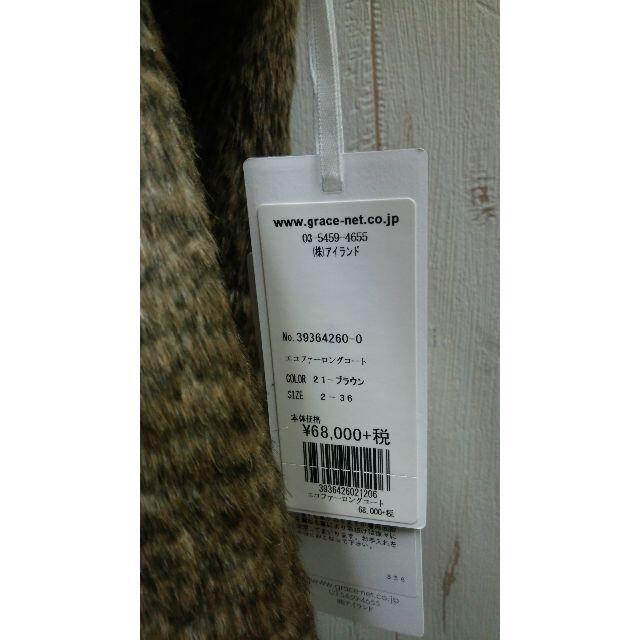 www.grace-net.co.jp
03-5459-4655
(株)アイランド
No.39364260-0
エコファーロングコート
COLOR 21-ブラウン
SIZE 2-36
本体価格
¥68,000+税
3936426021206
エコファーロングコート
68,000+税
www.grace-net.co.jp
03-5459-4655
(株)アイランド